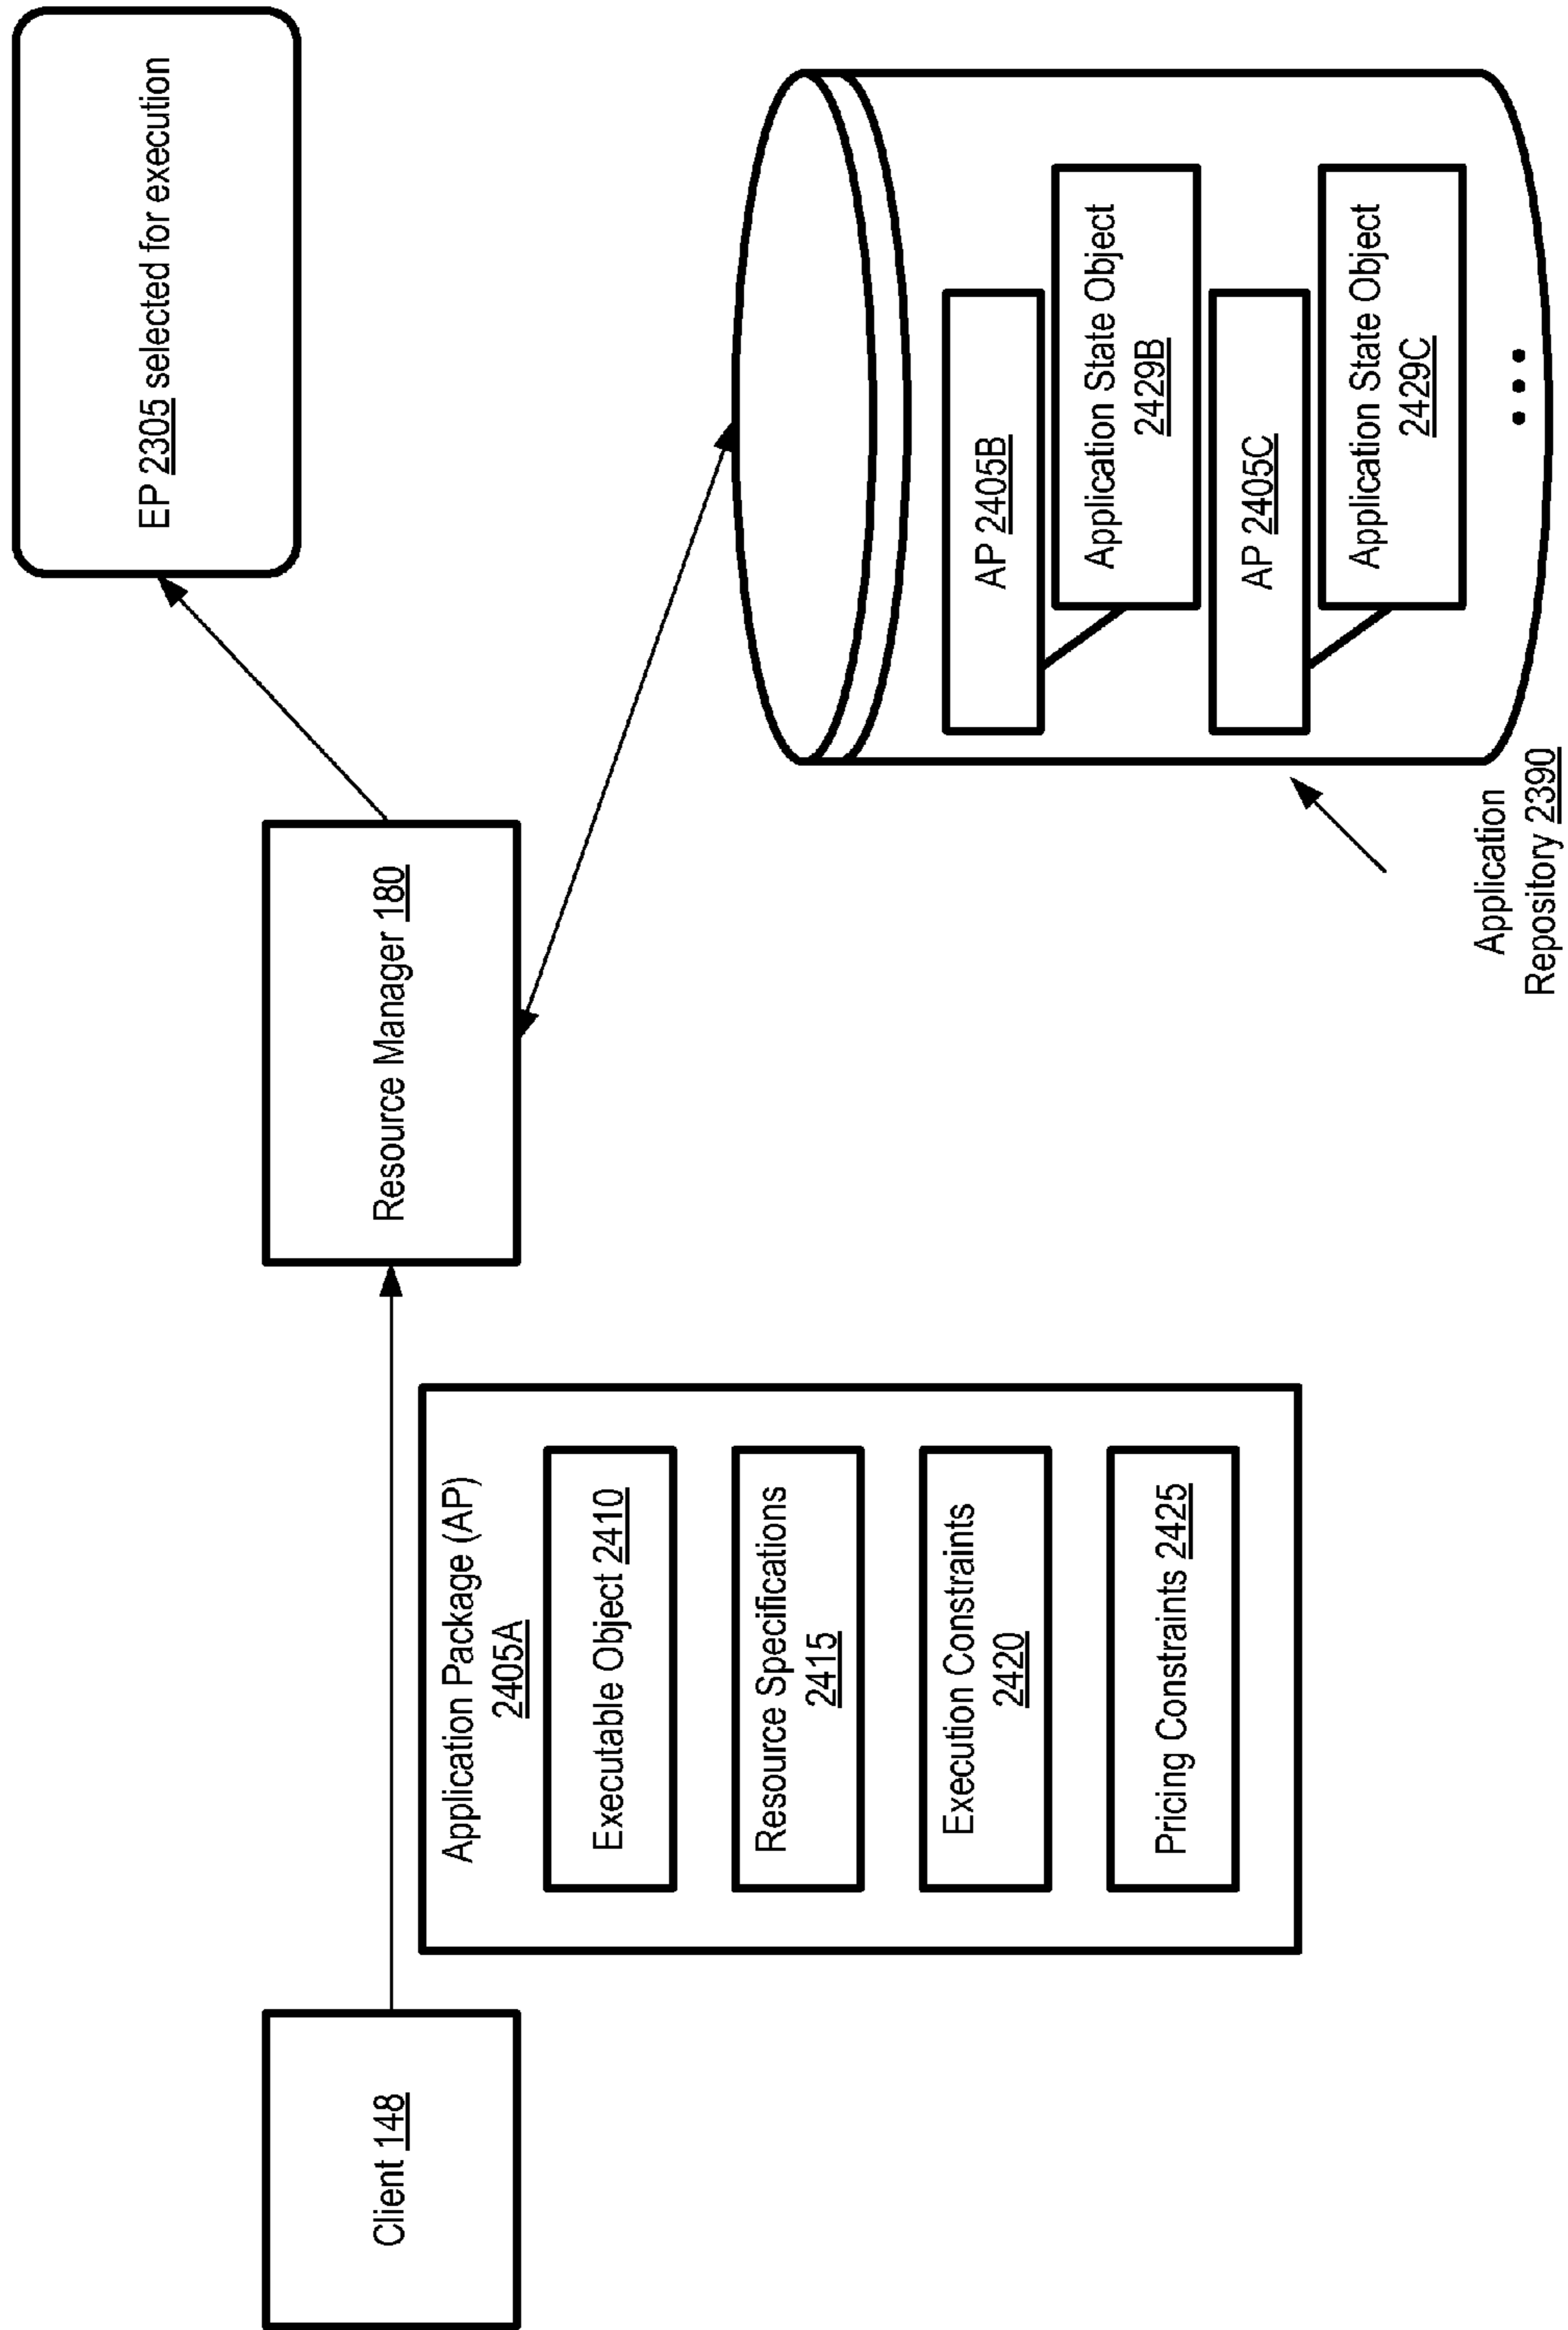 Client 148
Application Package (AP)
2405A
Executable Object 2410
Resource Specifications
2415
Execution Constraints
2420
Pricing Constraints 2425
Resource Manager 180
EP 2305 selected for execution
AP 2405B
Application State Object
2429B
AP 2405C
Application State Object
2429C
...
Application
Repository 2390